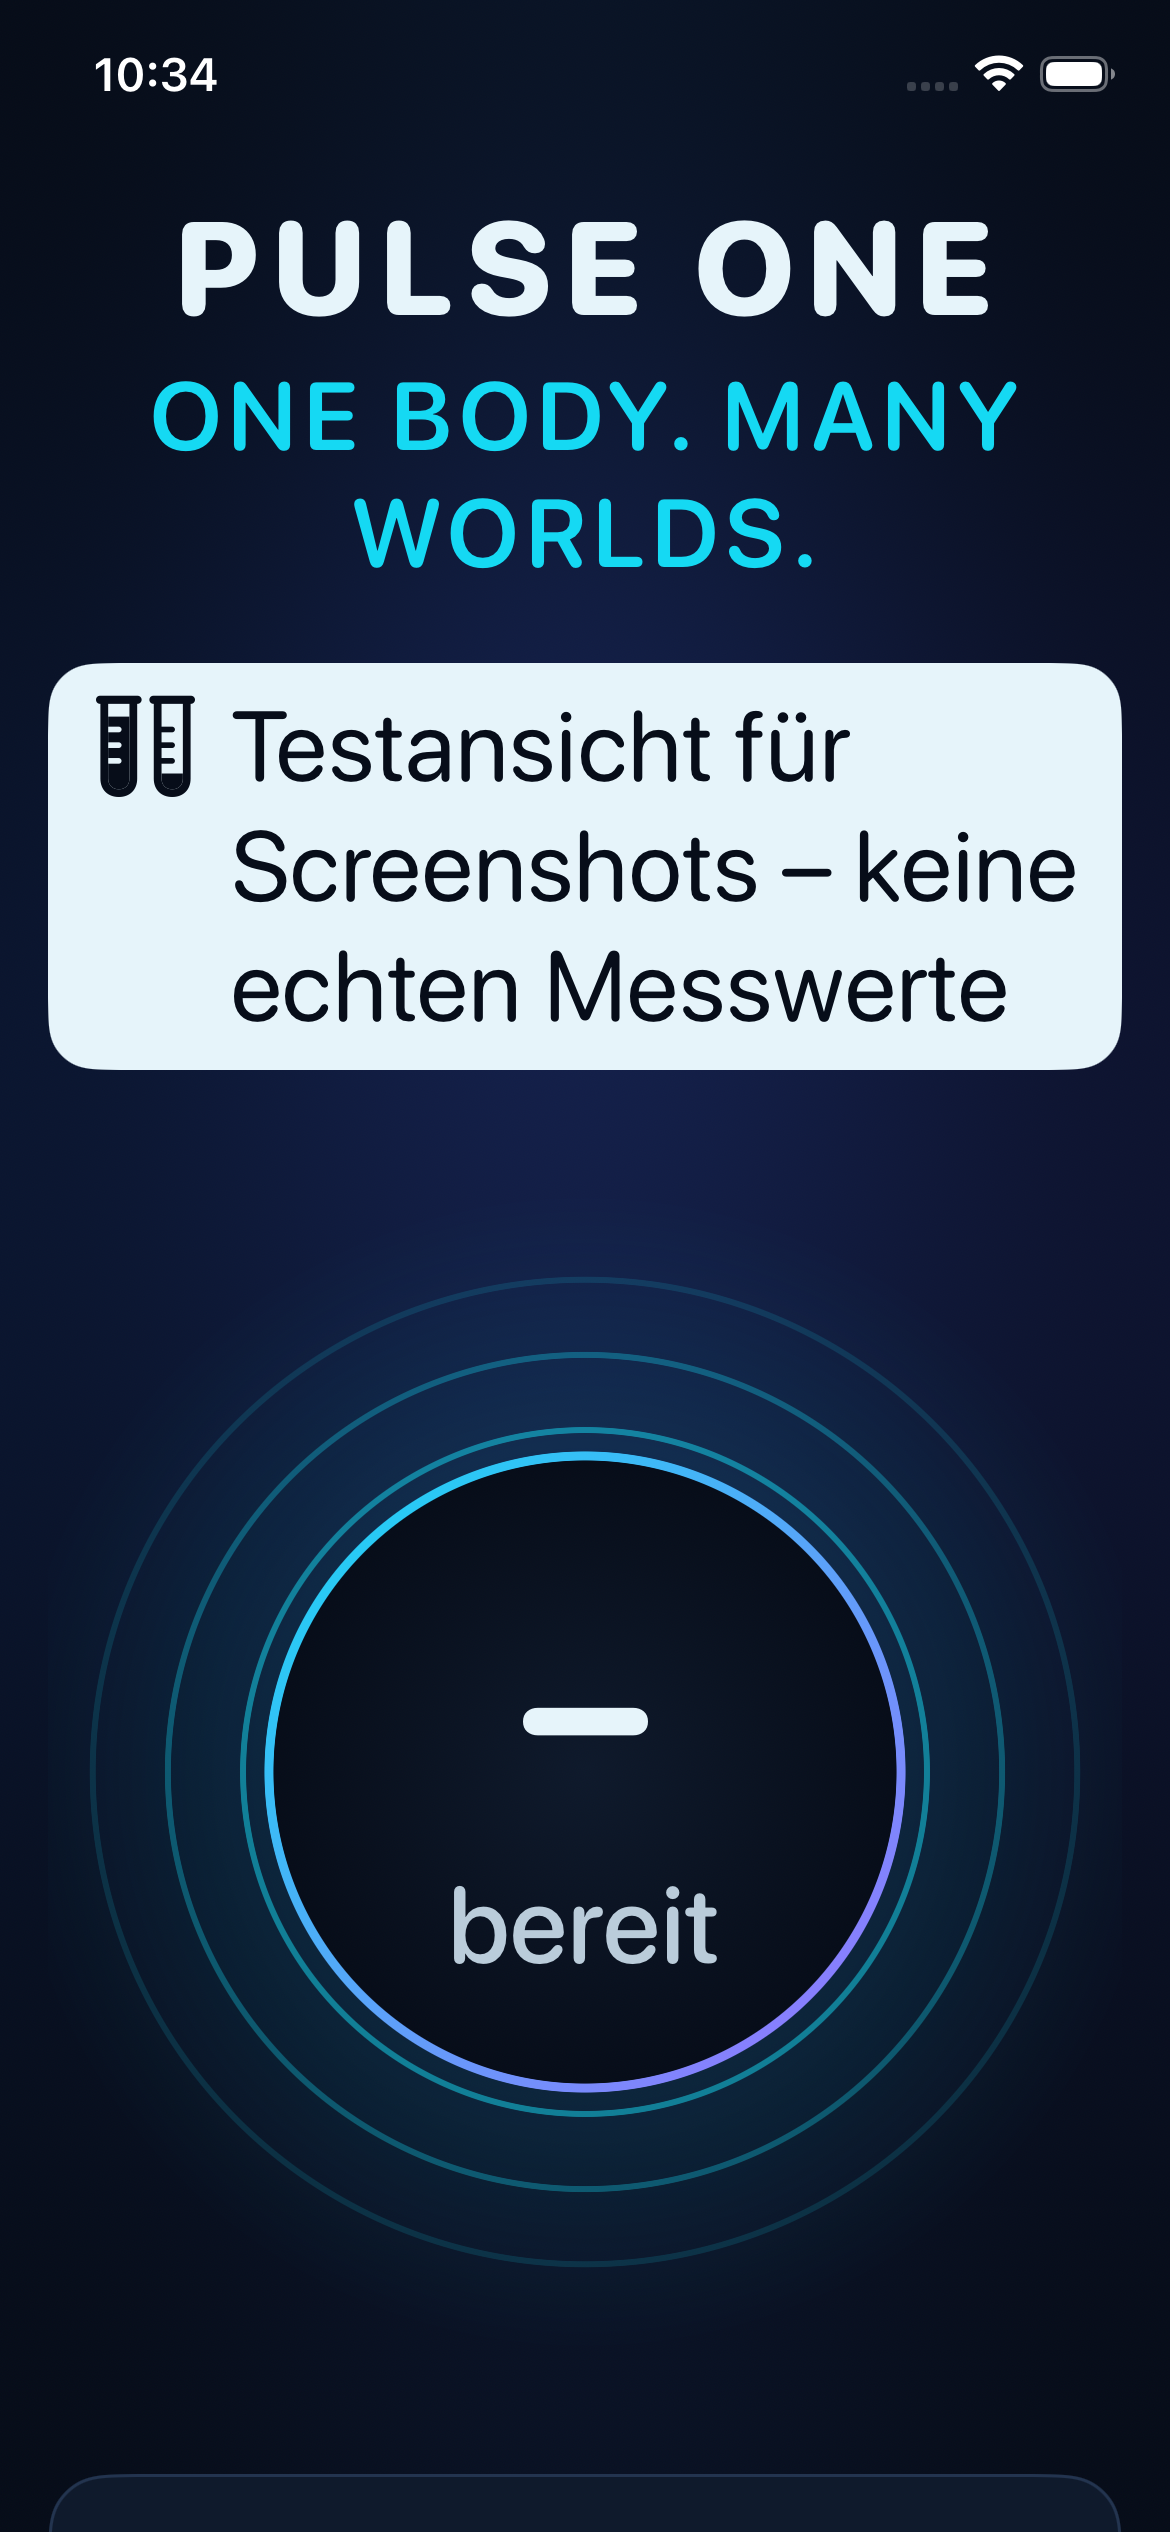 10:34
PULSE ONE
ONE BODY. MANY
WORLDS.
Testansicht für
Screenshots – keine
echten Messwerte
–
bereit